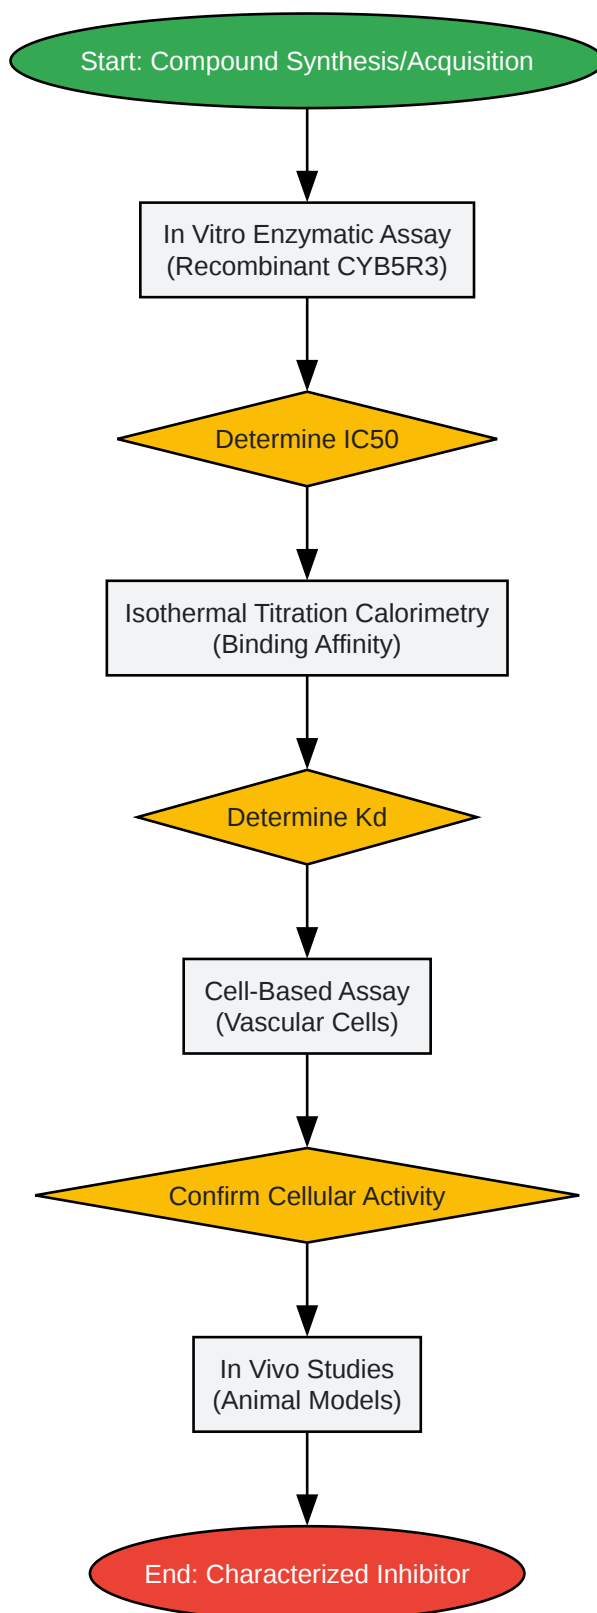 Start: Compound Synthesis/Acquisition
In Vitro Enzymatic Assay
(Recombinant CYB5R3)
Determine IC50
Isothermal Titration Calorimetry
(Binding Affinity)
Determine Kd
Cell-Based Assay
(Vascular Cells)
Confirm Cellular Activity
In Vivo Studies
(Animal Models)
End: Characterized Inhibitor